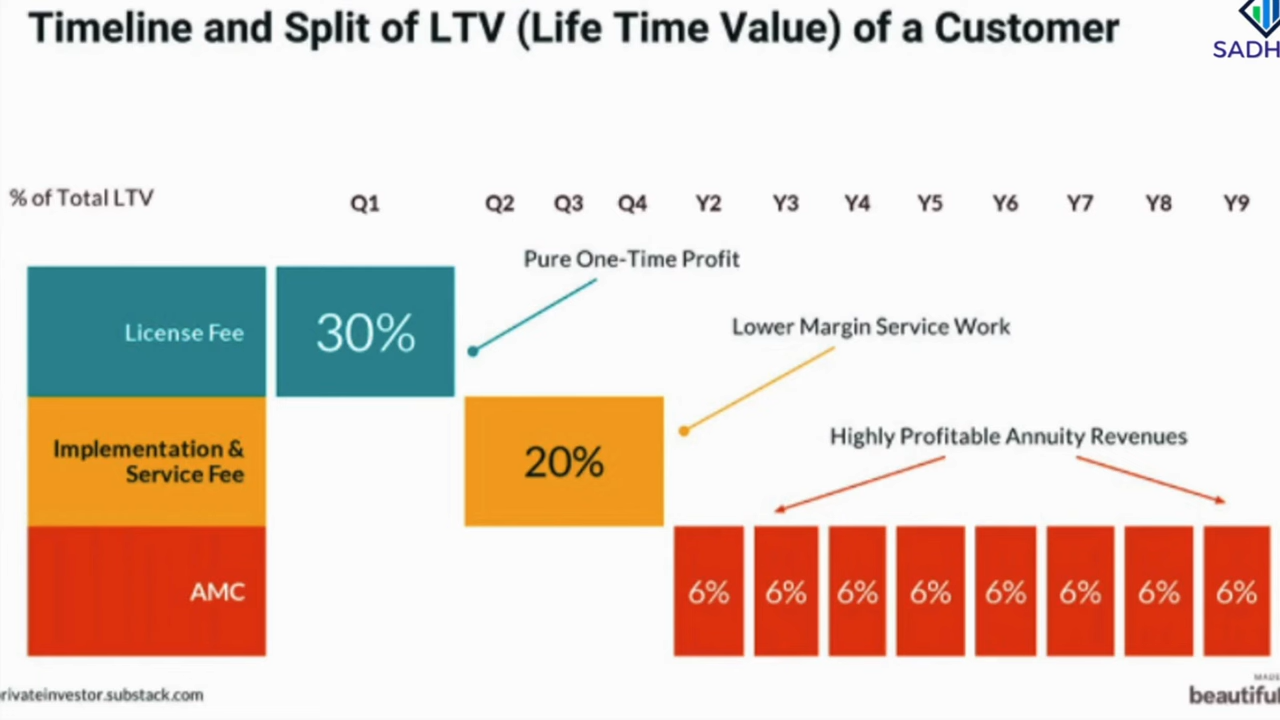 Timeline and Split of LTV (Life Time Value) of a Customer
SADH
% of Total LTV Q1 Q2 Q3 Q4 Y2 Y3 Y4 Y5 Y6 Y7 Y8 Y9
Pure One-Time Profit
License Fee 30%
Lower Margin Service Work
Implementation &
Service Fee
20%
Highly Profitable Annuity Revenues
AMC 6% 6% 6% 6% 6% 6% 6% 6%
rivateinvestor.substack.com
MADE
beautiful